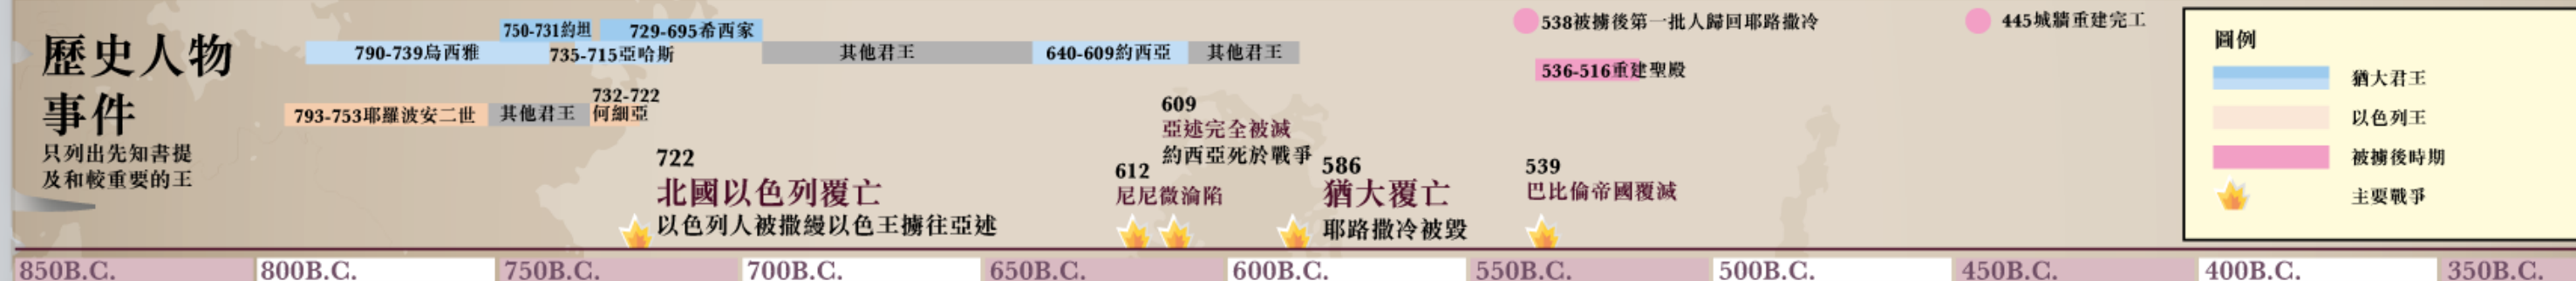 歷史人物
事件
只列出先知書提
及和較重要的王
750-731約坦
729-695希西家
790-739烏西雅
735-715亞哈斯
其他君王
640-609約西亞
其他君王
793-753耶羅波安二世
其他君王
732-722
何細亞
722
北國以色列覆亡
以色列人被撒縵以色王擄往亞述
612
尼尼微淪陷
609
亞述完全被滅
約西亞死於戰爭
586
猶大覆亡
耶路撒冷被毀
538被擄後第一批人歸回耶路撒冷
536-516重建聖殿
539
巴比倫帝國覆滅
445城牆重建完工
圖例
猶大君王
以色列王
被擄後時期
主要戰爭
850B.C.
800B.C.
750B.C.
700B.C.
650B.C.
600B.C.
550B.C.
500B.C.
450B.C.
400B.C.
350B.C.